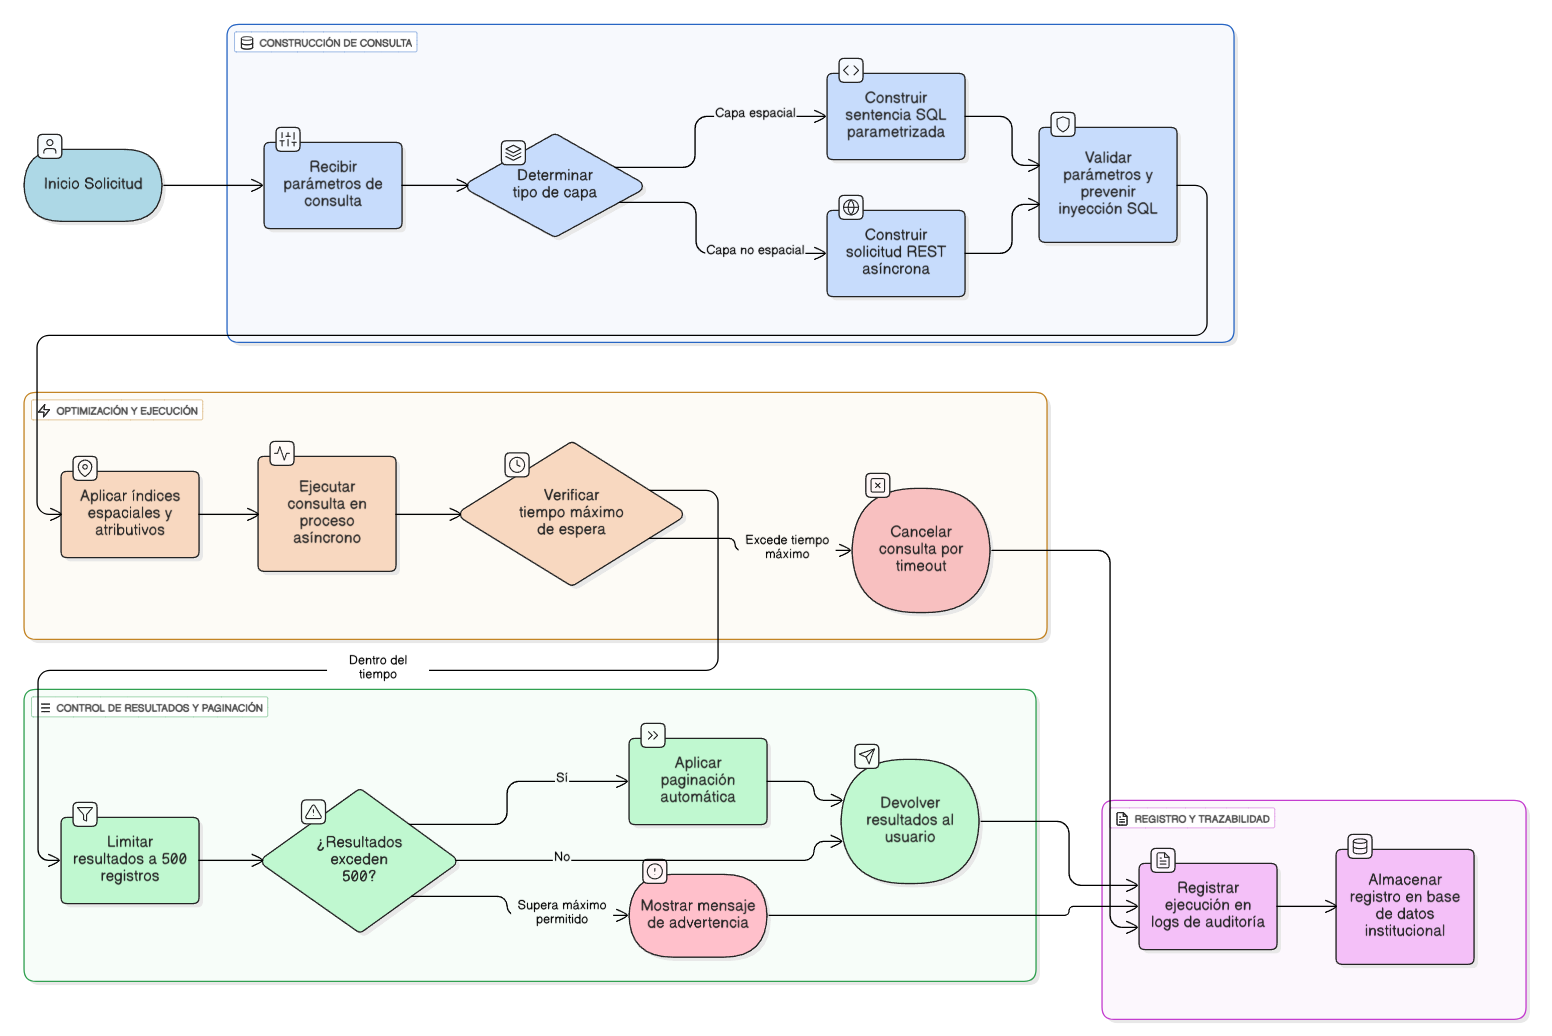 CONSTRUCCIÓN DE CONSULTA
Inicio Solicitud
Recibir
parámetros de
consulta
Determinar
tipo de capa
Capa espacial
Construir
sentencia SQL
parametrizada
Capa no espacial
Construir
solicitud REST
asíncrona
Validar
parámetros y
prevenir
inyección SQL
OPTIMIZACIÓN Y EJECUCIÓN
Aplicar índices
espaciales y
atributivos
Ejecutar
consulta en
proceso
asíncrono
Verificar
tiempo máximo
de espera
Excede tiempo
máximo
Cancelar
consulta por
timeout
Dentro del
tiempo
CONTROL DE RESULTADOS Y PAGINACIÓN
Limitar
resultados a 500
registros
¿Resultados
exceden
500?
Sí
Aplicar
paginación
automática
No
Devolver
resultados al
usuario
Supera máximo
permitido
Mostrar mensaje
de advertencia
REGISTRO Y TRAZABILIDAD
Registrar
ejecución en
logs de auditoría
Almacenar
registro en base
de datos
institucional